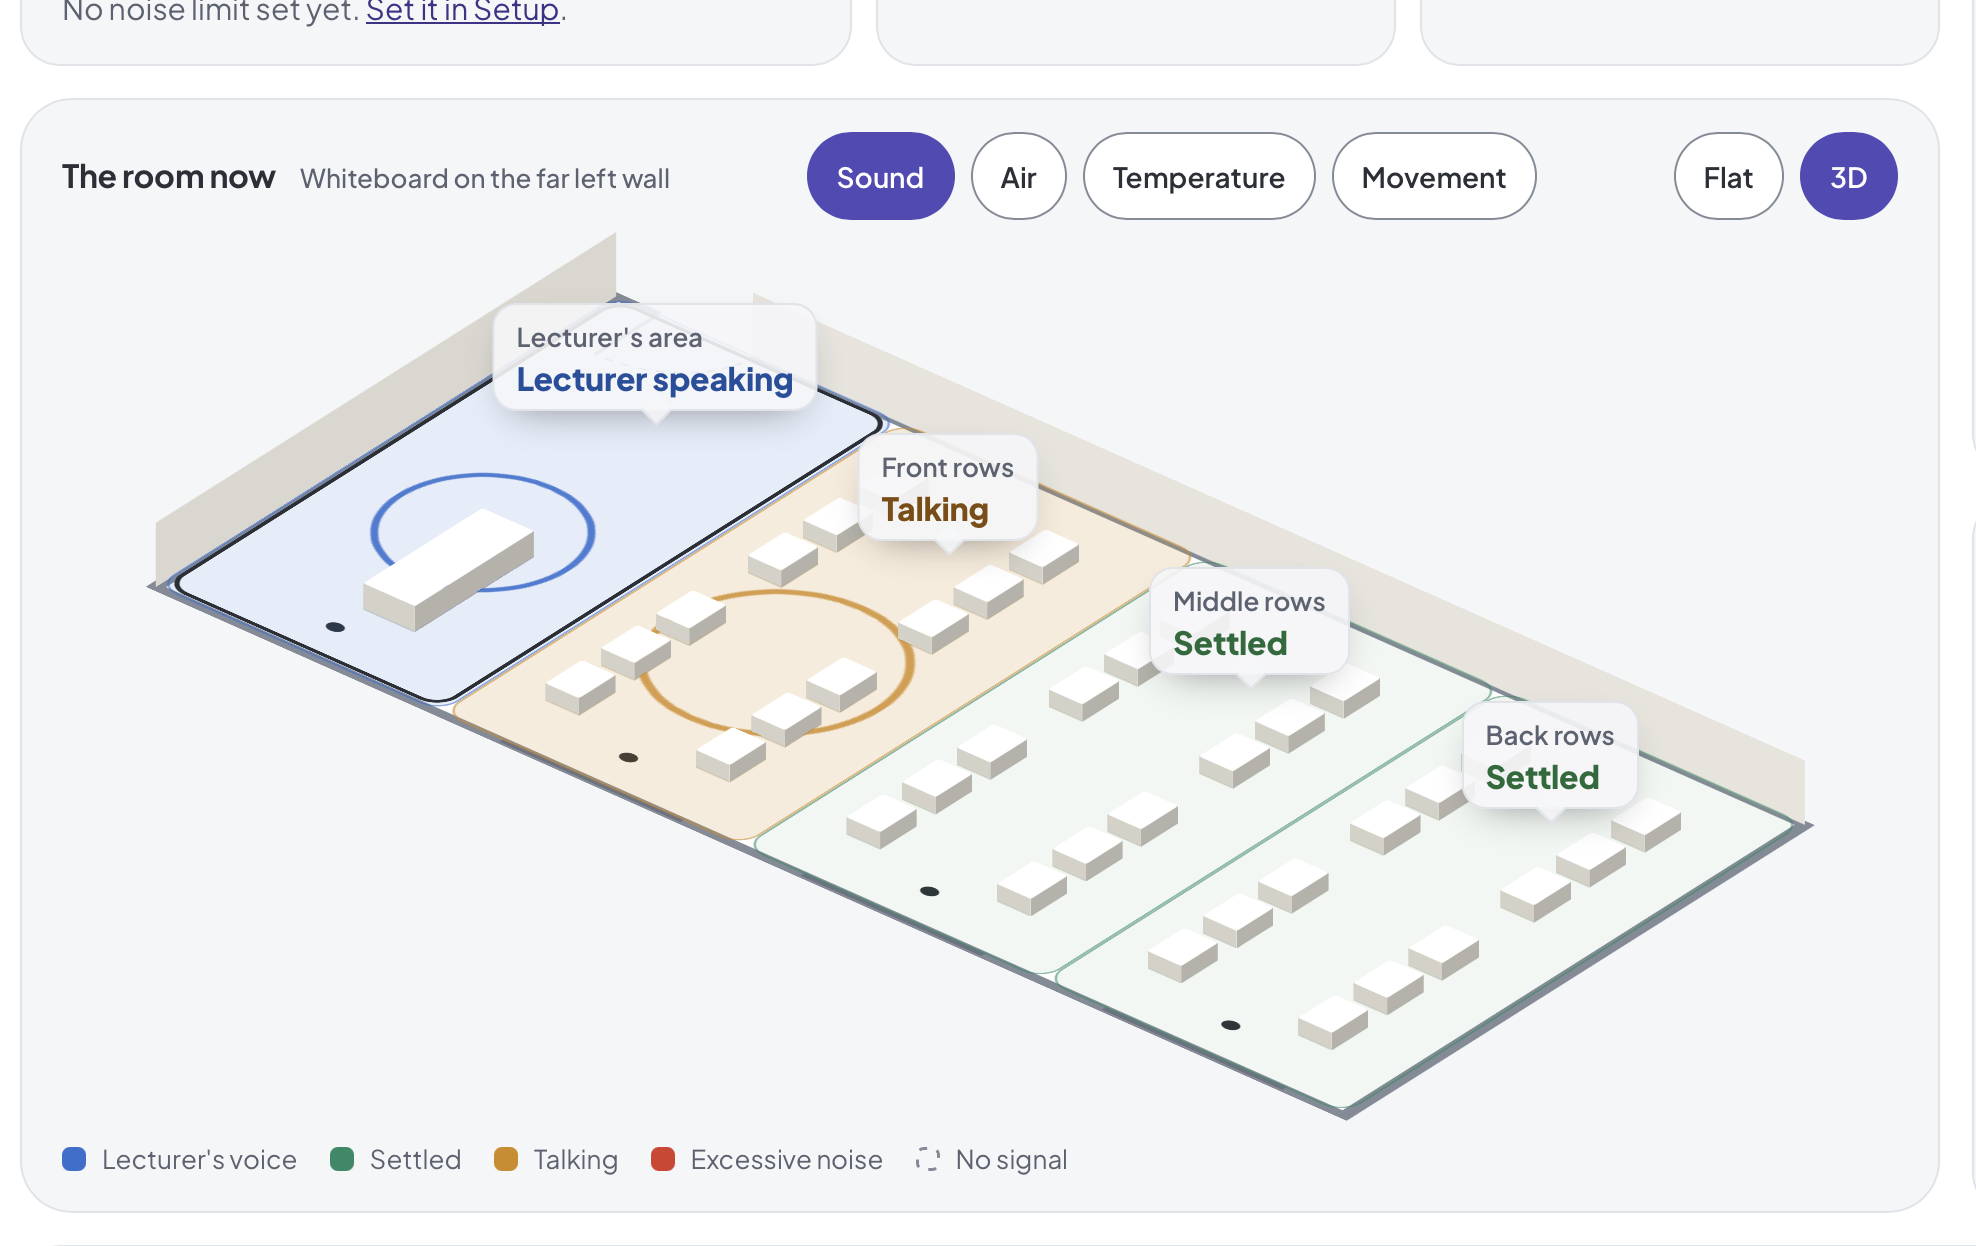 No noise limit set yet. Set it in Setup.
The room now Whiteboard on the far left wall
Sound Air Temperature Movement Flat 3D
Lecturer's area
Lecturer speaking
Front rows
Talking
Middle rows
Settled
Back rows
Settled
Lecturer's voice Settled Talking Excessive noise No signal